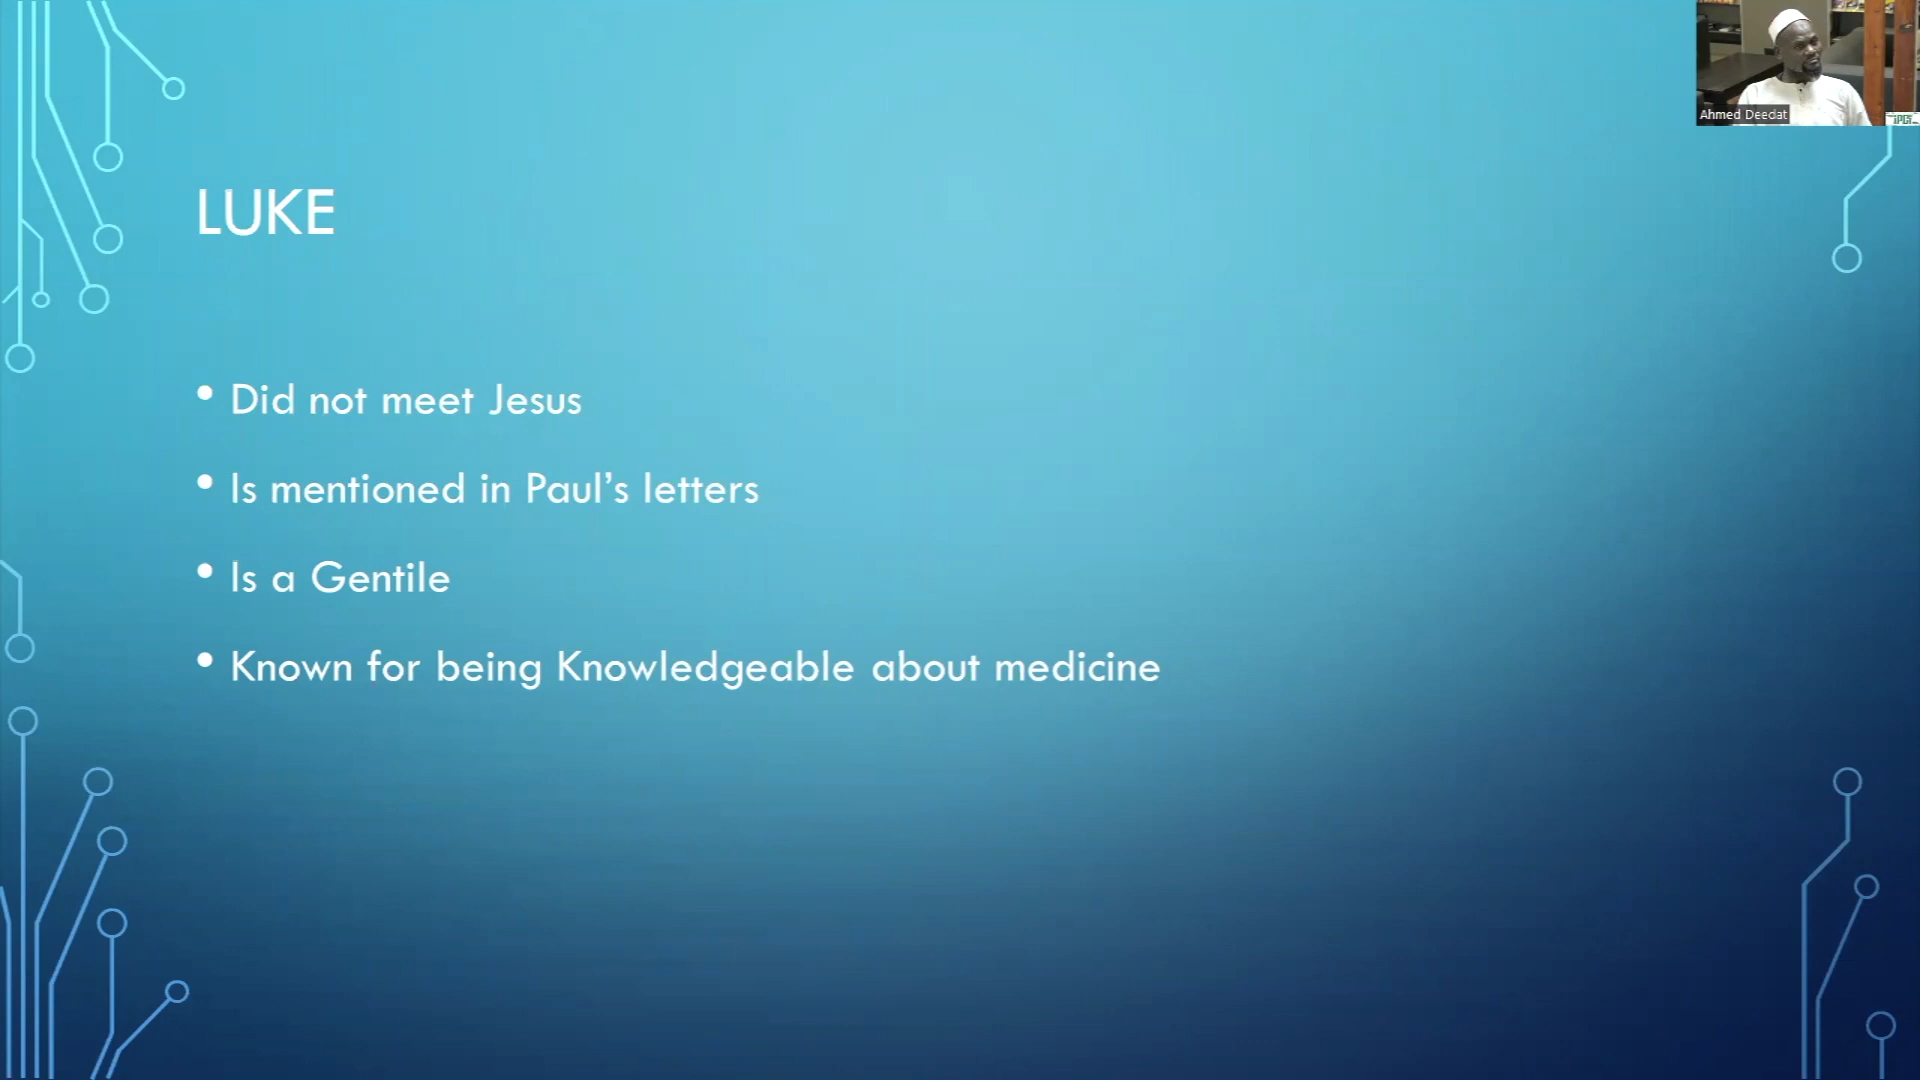 Ahmed Deedat
IPCI
LUKE
• Did not meet Jesus
• Is mentioned in Paul’s letters
• Is a Gentile
• Known for being Knowledgeable about medicine